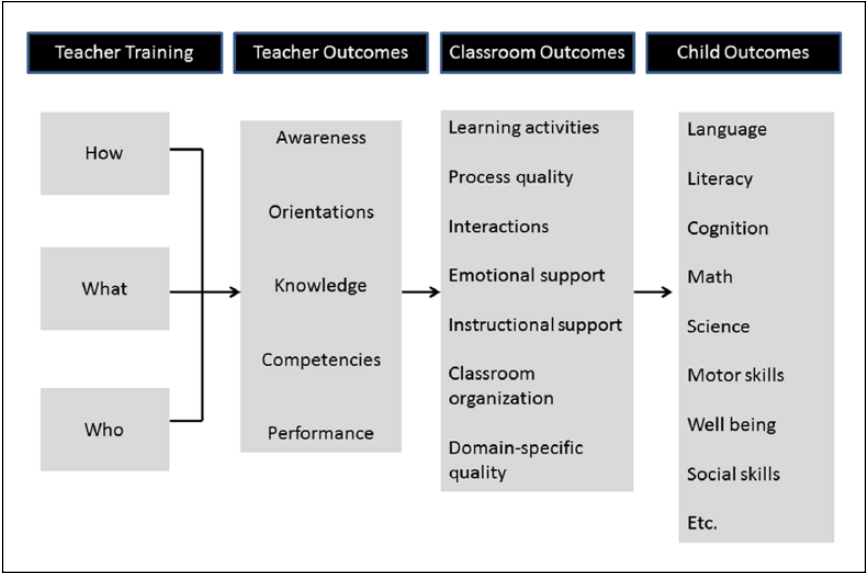 Teacher Training
Teacher Outcomes
Classroom Outcomes
Child Outcomes
How
What
Who
Awareness
Orientations
Knowledge
Competencies
Performance
Learning activities
Process quality
Interactions
Emotional support
Instructional support
Classroom
organization
Domain-specific
quality
Language
Literacy
Cognition
Math
Science
Motor skills
Well being
Social skills
Etc.